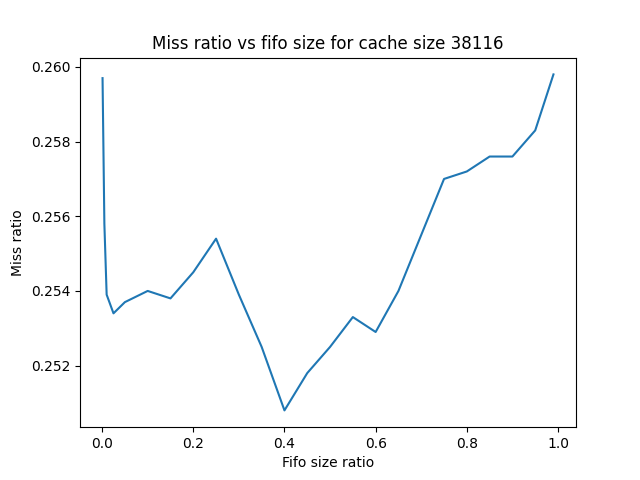 Miss ratio vs fifo size for cache size 38116
0.260
0.258
0.256
0.254
0.252
Miss ratio
0.0 0.2 0.4 0.6 0.8 1.0
Fifo size ratio